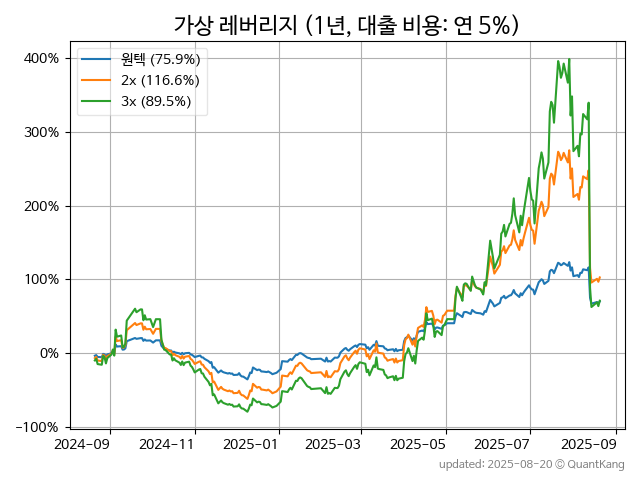 가상 레버리지 (1년, 대출 비용: 연 5%)
원텍 (75.9%)
2x (116.6%)
3x (89.5%)
400%
300%
200%
100%
0%
−100%
2024-09 2024-11 2025-01 2025-03 2025-05 2025-07 2025-09
updated: 2025-08-20 © QuantKang